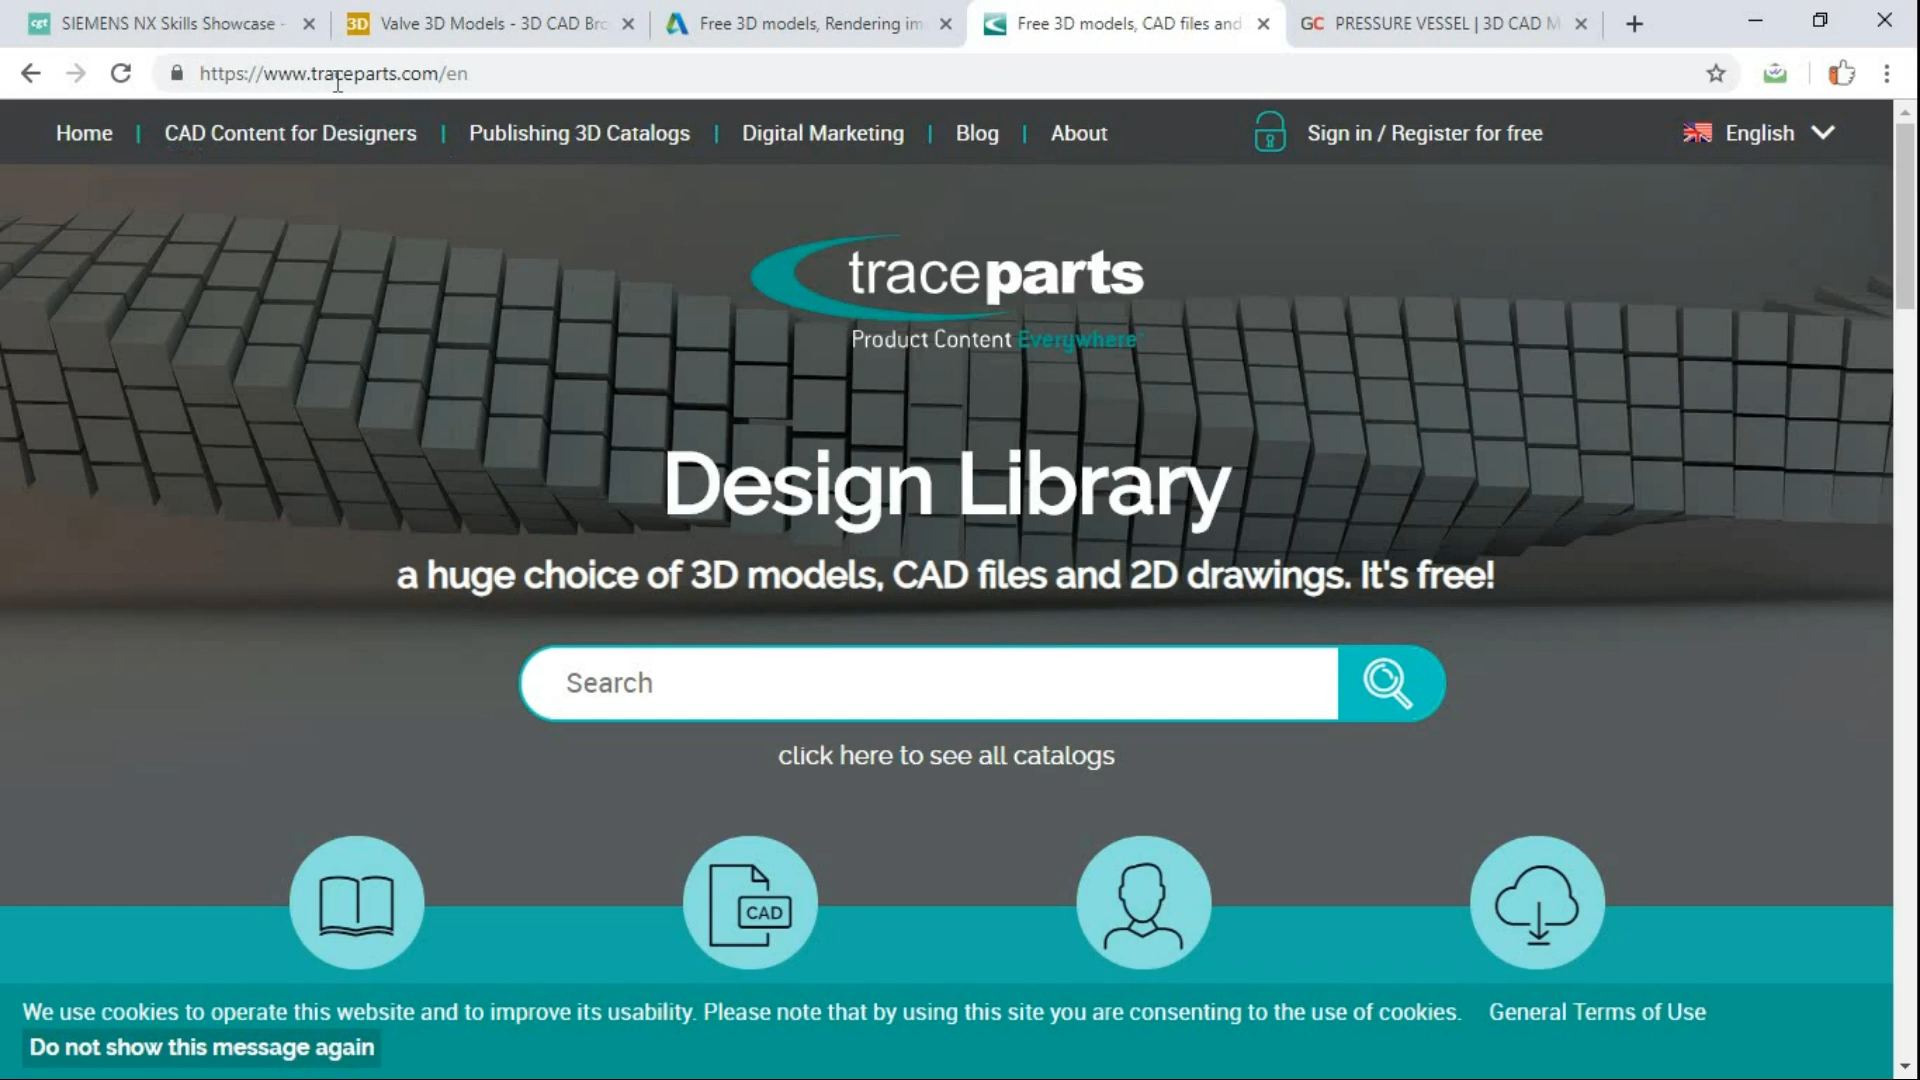 SIEMENS NX Skills Showcase -
3D Valve 3D Models - 3D CAD Bro
Free 3D models, Rendering im
Free 3D models, CAD files and
GC PRESSURE VESSEL | 3D CAD M
https://www.traceparts.com/en
Home | CAD Content for Designers | Publishing 3D Catalogs | Digital Marketing | Blog | About
Sign in / Register for free
English
traceparts
Product Content Everywhere
Design Library
a huge choice of 3D models, CAD files and 2D drawings. It's free!
Search
click here to see all catalogs
CAD
We use cookies to operate this website and to improve its usability. Please note that by using this site you are consenting to the use of cookies. General Terms of Use
Do not show this message again